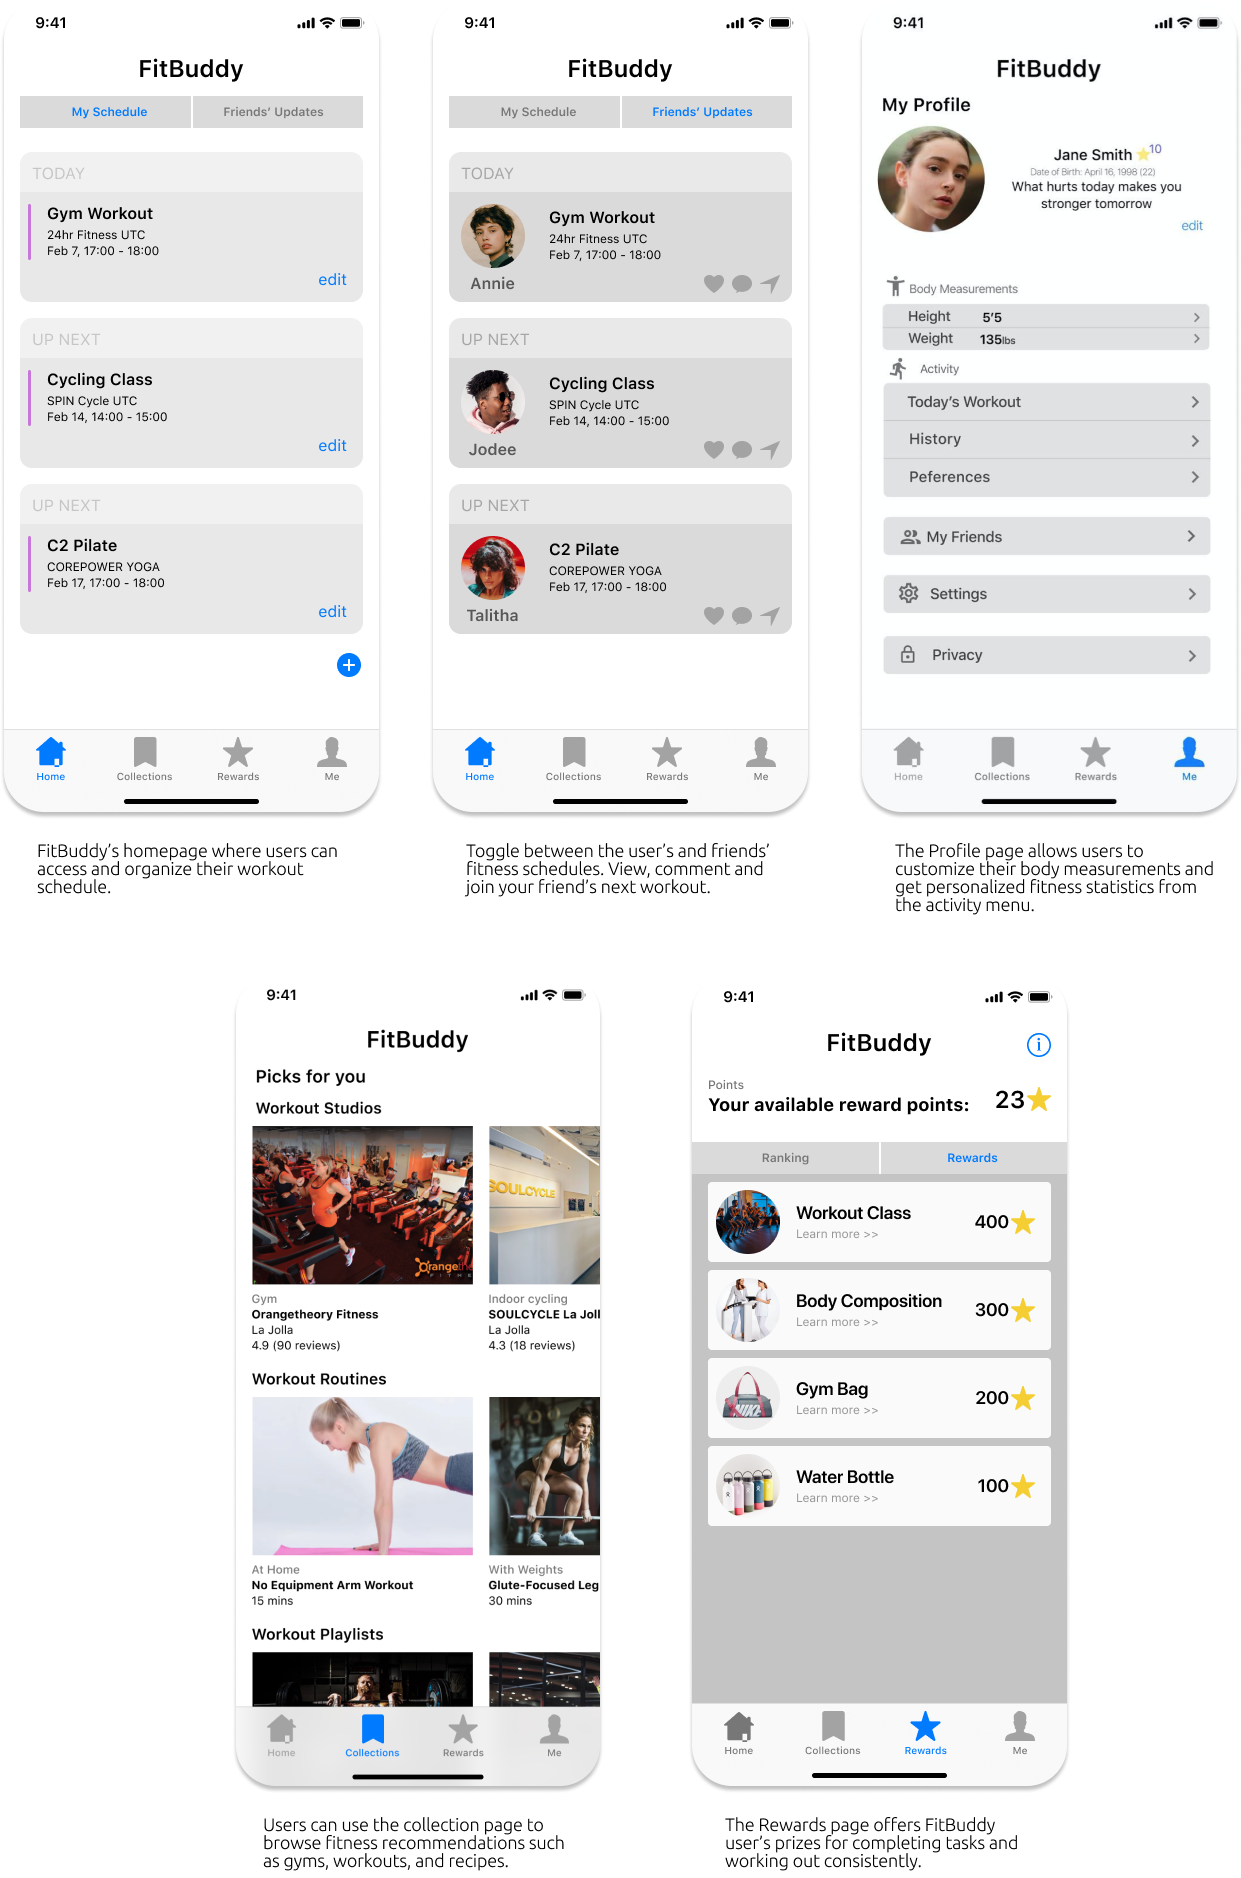 9:41
FitBuddy
My Schedule
Friends’ Updates
TODAY
Gym Workout
24hr Fitness UTC
Feb 7, 17:00 - 18:00
edit
UP NEXT
Cycling Class
SPIN Cycle UTC
Feb 14, 14:00 - 15:00
edit
UP NEXT
C2 Pilate
COREPOWER YOGA
Feb 17, 17:00 - 18:00
edit
Home
Collections
Rewards
Me
FitBuddy’s homepage where users can
access and organize their workout
schedule.
9:41
FitBuddy
My Schedule
Friends’ Updates
TODAY
Gym Workout
24hr Fitness UTC
Feb 7, 17:00 - 18:00
Annie
UP NEXT
Cycling Class
SPIN Cycle UTC
Feb 14, 14:00 - 15:00
Jodee
UP NEXT
C2 Pilate
COREPOWER YOGA
Feb 17, 17:00 - 18:00
Talitha
Home
Collections
Rewards
Me
Toggle between the user’s and friends’
fitness schedules. View, comment and
join your friend’s next workout.
9:41
FitBuddy
My Profile
Jane Smith 10
Date of Birth: April 16, 1998 (22)
What hurts today makes you
stronger tomorrow
edit
Body Measurements
Height 5’5
Weight 135lbs
Activity
Today’s Workout
History
Peferences
My Friends
Settings
Privacy
Home
Collections
Rewards
Me
The Profile page allows users to
customize their body measurements and
get personalized fitness statistics from
the activity menu.
9:41
FitBuddy
Picks for you
Workout Studios
Orangetheory
FITNE
SOULCYCLE
Gym
Orangetheory Fitness
La Jolla
4.9 (90 reviews)
Indoor cycling
SOULCYCLE La Joll
La Jolla
4.3 (18 reviews)
Workout Routines
At Home
No Equipment Arm Workout
15 mins
With Weights
Glute-Focused Leg
30 mins
Workout Playlists
Home
Collections
Rewards
Me
Users can use the collection page to
browse fitness recommendations such
as gyms, workouts, and recipes.
9:41
FitBuddy
i
Points
Your available reward points: 23
Ranking
Rewards
Workout Class
Learn more >>
400
Body Composition
Learn more >>
300
NIKE
Gym Bag
Learn more >>
200
Water Bottle
Learn more >>
100
Home
Collections
Rewards
Me
The Rewards page offers FitBuddy
user’s prizes for completing tasks and
working out consistently.